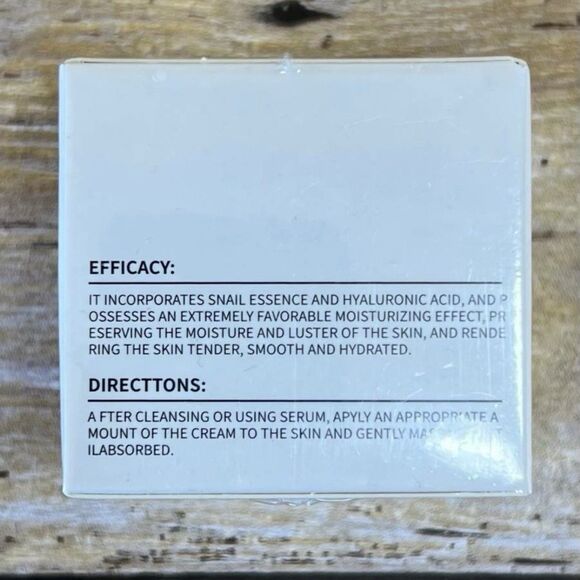 EFFICACY:
IT INCORPORATES SNAIL ESSENCE AND HYALURONIC ACID, AND P
OSSESSES AN EXTREMELY FAVORABLE MOISTURIZING EFFECT, PR
ESERVING THE MOISTURE AND LUSTER OF THE SKIN, AND RENDE
RING THE SKIN TENDER, SMOOTH AND HYDRATED.
DIRECTTONS:
A FTER CLEANSING OR USING SERUM, APYLY AN APPROPRIATE A
MOUNT OF THE CREAM TO THE SKIN AND GENTLY
ILABSORBED.